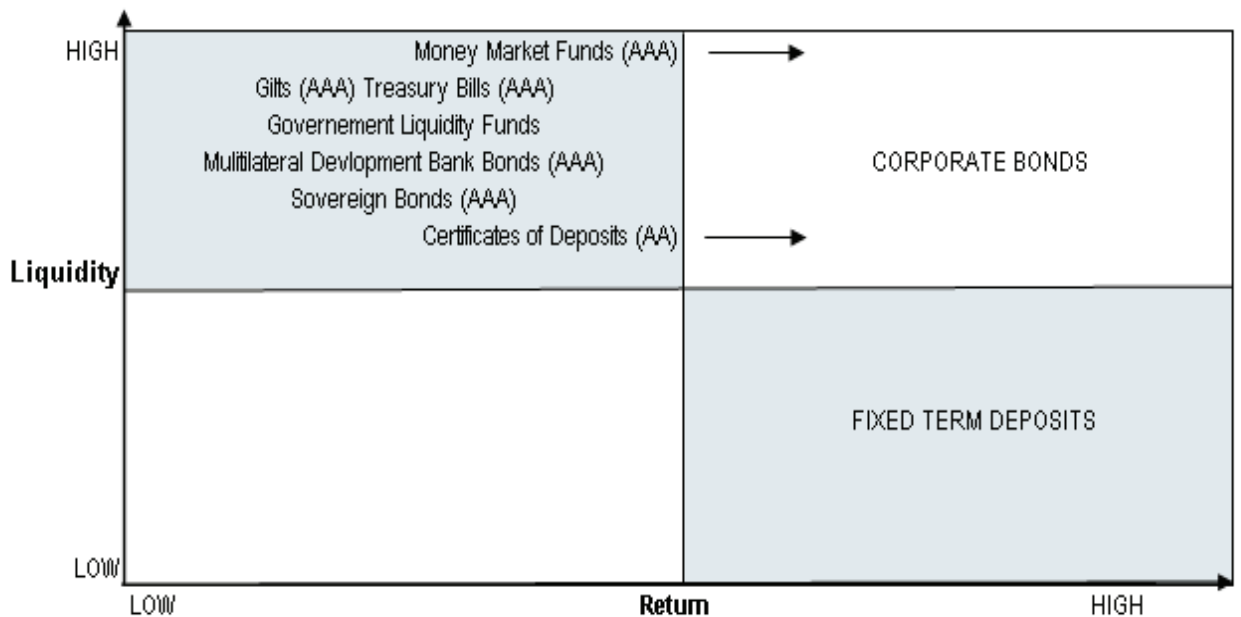 HIGH
Money Market Funds (AAA)
Gilts (AAA) Treasury Bills (AAA)
Governement Liquidity Funds
Mulitilateral Devlopment Bank Bonds (AAA)
CORPORATE BONDS
Sovereign Bonds (AAA)
Certificates of Deposits (AA)
Liquidity
FIXED TERM DEPOSITS
LOW
LOW
Return
HIGH